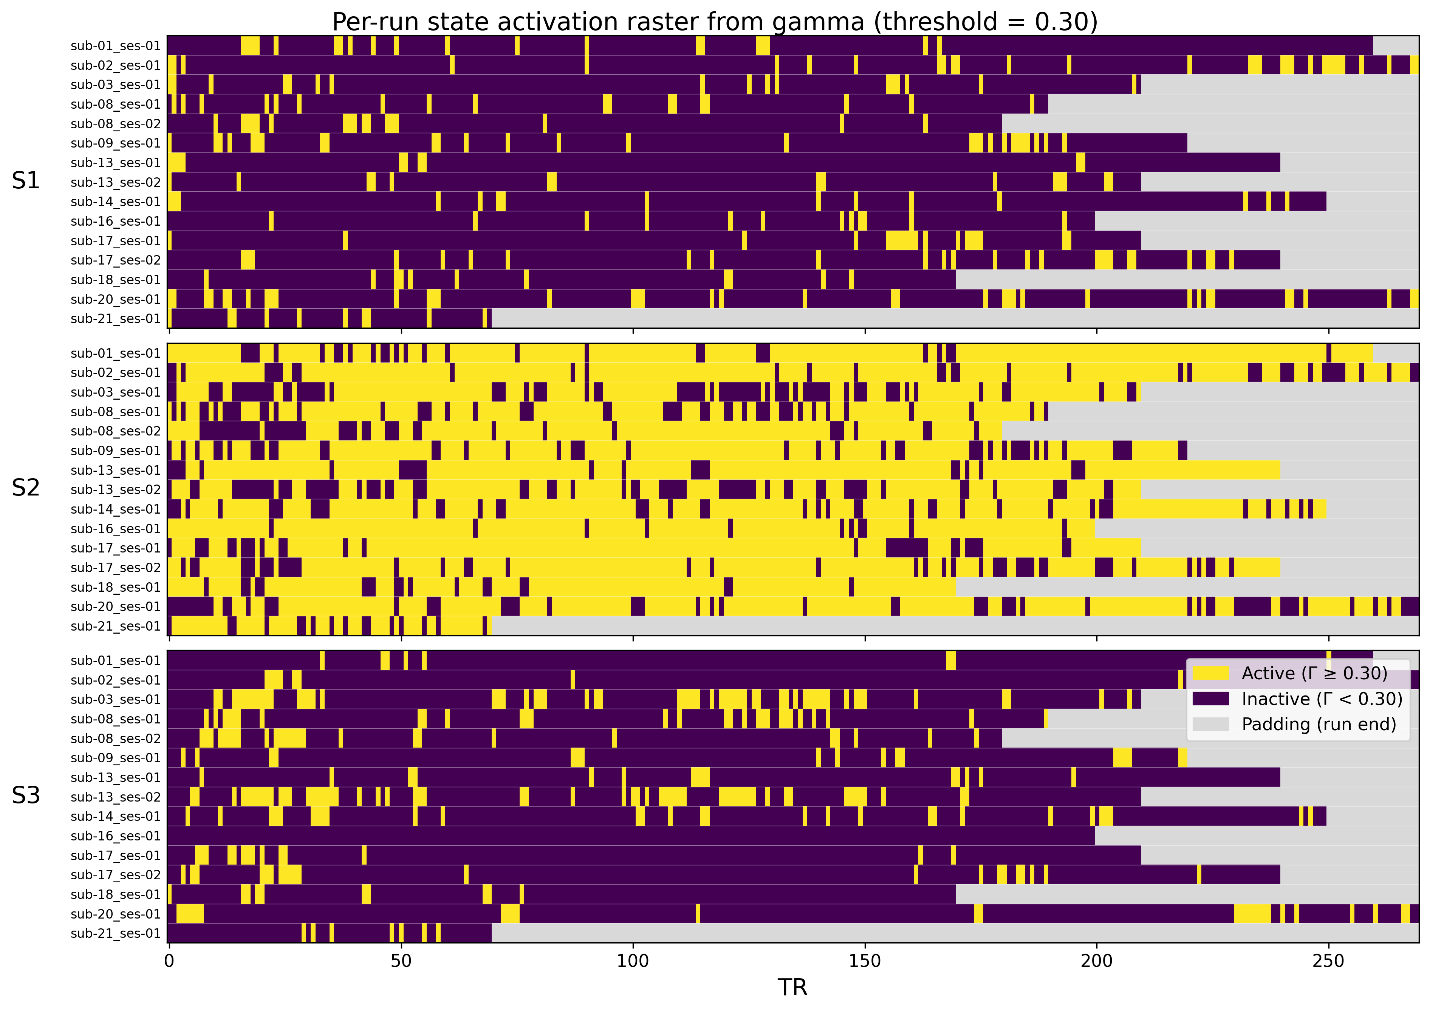 Per-run state activation raster from gamma (threshold = 0.30)
S1
sub-01_ses-01
sub-02_ses-01
sub-03_ses-01
sub-08_ses-01
sub-08_ses-02
sub-09_ses-01
sub-13_ses-01
sub-13_ses-02
sub-14_ses-01
sub-16_ses-01
sub-17_ses-01
sub-17_ses-02
sub-18_ses-01
sub-20_ses-01
sub-21_ses-01
S2
sub-01_ses-01
sub-02_ses-01
sub-03_ses-01
sub-08_ses-01
sub-08_ses-02
sub-09_ses-01
sub-13_ses-01
sub-13_ses-02
sub-14_ses-01
sub-16_ses-01
sub-17_ses-01
sub-17_ses-02
sub-18_ses-01
sub-20_ses-01
sub-21_ses-01
S3
sub-01_ses-01
sub-02_ses-01
sub-03_ses-01
sub-08_ses-01
sub-08_ses-02
sub-09_ses-01
sub-13_ses-01
sub-13_ses-02
sub-14_ses-01
sub-16_ses-01
sub-17_ses-01
sub-17_ses-02
sub-18_ses-01
sub-20_ses-01
sub-21_ses-01
Active (Γ ≥ 0.30)
Inactive (Γ < 0.30)
Padding (run end)
0 50 100 150 200 250
TR